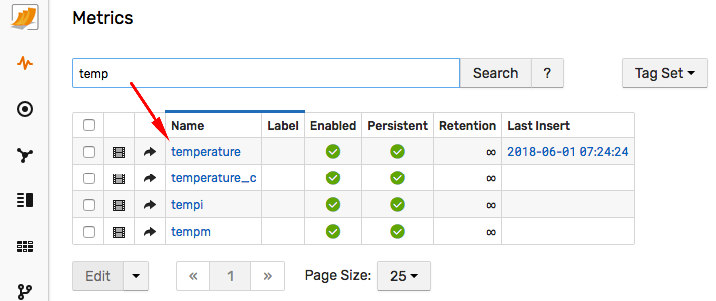 Metrics
temp Search ? Tag Set
Name Label Enabled Persistent Retention Last Insert
temperature ∞ 2018-06-01 07:24:24
temperature_c ∞
tempi ∞
tempm ∞
Edit « 1 » Page Size: 25